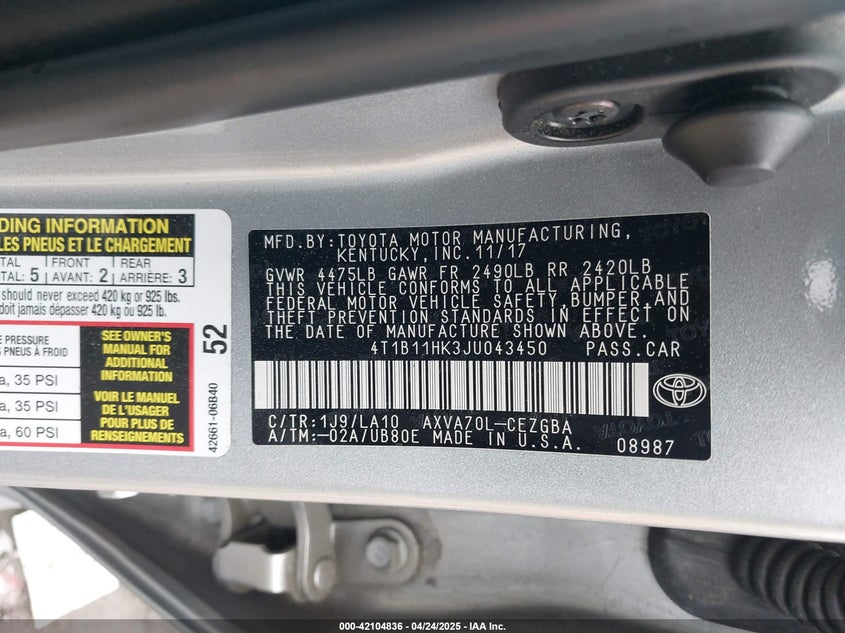 DING INFORMATION
LES PNEUS ET LE CHARGEMENT
TAL FRONT REAR
TAL: 5 AVANT: 2 ARRIÈRE: 3
should never exceed 420 kg or 925 lbs.
doit jamais dépasser 420 kg ou 925 lb.
PRESSURE
PNEUS À FROID
a, 35 PSI
a, 35 PSI
a, 60 PSI
SEE OWNER'S
MANUAL FOR
ADDITIONAL
INFORMATION
VOIR LE MANUEL
DE L'USAGER
POUR PLUS DE
RENSEIGNEMENTS
52
42661-06B40
MFD.BY:TOYOTA MOTOR MANUFACTURING,
KENTUCKY, INC.11/17
GVWR 4475LB GAWR FR 2490LB RR 2420LB
THIS VEHICLE CONFORMS TO ALL APPLICABLE
FEDERAL MOTOR VEHICLE SAFETY,BUMPER,AND
THEFT PREVENTION STANDARDS IN EFFECT ON
THE DATE OF MANUFACTURE SHOWN ABOVE.
4T1B11HK3JU043450 PASS.CAR
C/TR:1J9/LA10 AXVA70L-CEZGBA
A/TM:-02A/UB80E MADE IN U.S.A.
08987
TOYOTA
000-42104836 - 04/24/2025 - IAA Inc.